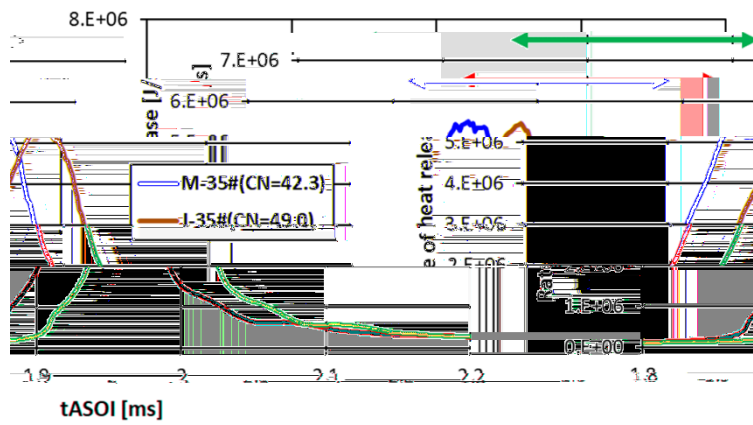 8.E+06
7.E+06
6.E+06
5.E+06
M-35#(CN=42.3)
4.E+06
J-35#(CN=49.0)
3.E+06
1.E+06
0.E+00
1.9
2
2.1
2.2
1.8
tASOI [ms]